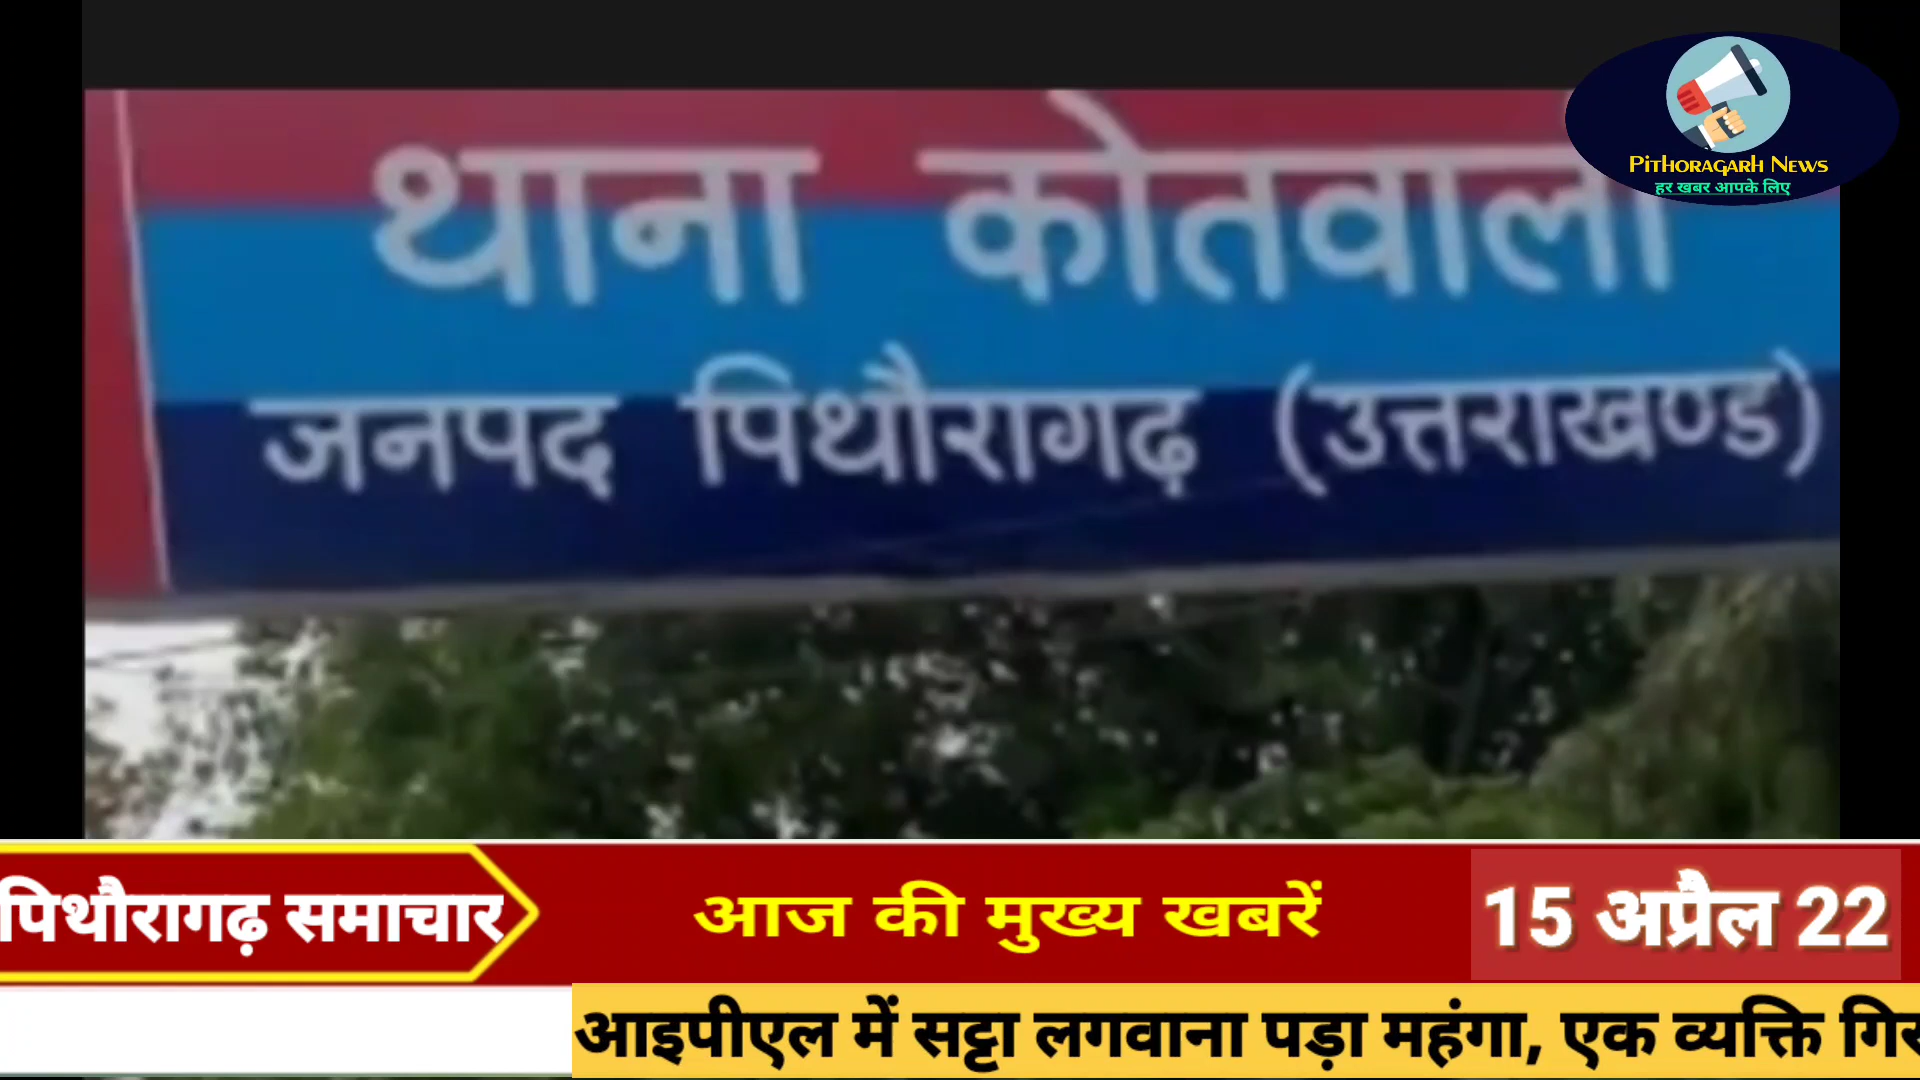 थाना कोतवाली
PITHORAGARH NEWS
हर खबर आपके लिए
जनपद पिथौरागढ़ (उत्तराखण्ड)
पिथौरागढ़ समाचार
आज की मुख्य खबरें
15 अप्रैल 22
आइपीएल में सट्टा लगवाना पड़ा महंगा, एक व्यक्ति